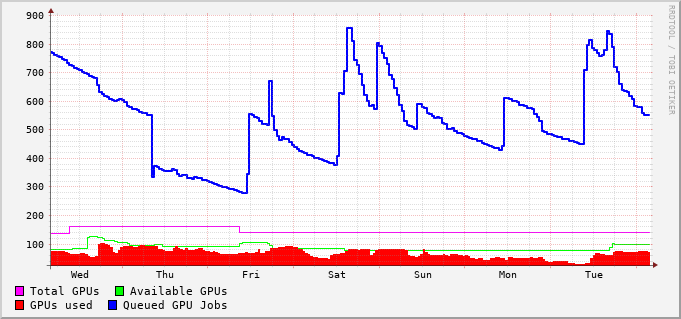 900
800
700
600
500
400
300
200
100
Wed Thu Fri Sat Sun Mon Tue
Total GPUs Available GPUs
GPUs used Queued GPU Jobs
RRDTOOL / TOBI OETIKER